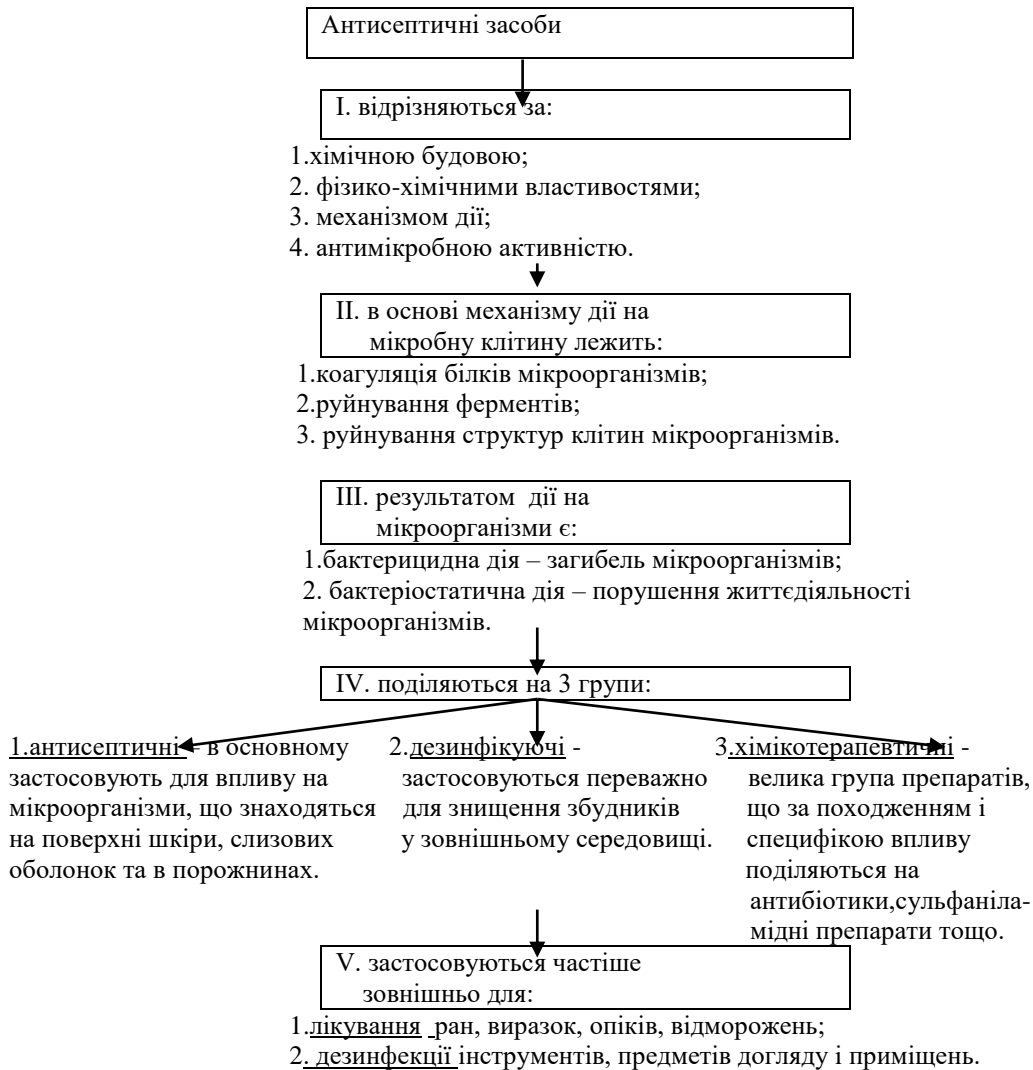 Антисептичні засоби
І. відрізняються за:
1.хімічною будовою;
2. фізико-хімічними властивостями;
3. механізмом дії;
4. антимікробною активністю.
ІІ. в основі механізму дії на
мікробну клітину лежить:
1.коагуляція білків мікроорганізмів;
2.руйнування ферментів;
3. руйнування структур клітин мікроорганізмів.
ІІІ. результатом дії на
мікроорганізми є:
1.бактерицидна дія – загибель мікроорганізмів;
2. бактеріостатична дія – порушення життєдіяльності
мікроорганізмів.
IV. поділяються на 3 групи:
1.антисептичні – в основному
застосовують для впливу на
мікроорганізми, що знаходяться
на поверхні шкіри, слизових
оболонок та в порожнинах.
2.дезинфікуючі -
застосовуються переважно
для знищення збудників
у зовнішньому середовищі.
3.хімікотерапевтичні -
велика група препаратів,
що за походженням і
специфікою впливу
поділяються на
антибіотики,сульфаніла-
мідні препарати тощо.
V. застосовуються частіше
зовнішньо для:
1.лікування ран, виразок, опіків, відморожень;
2. дезинфекції інструментів, предметів догляду і приміщень.